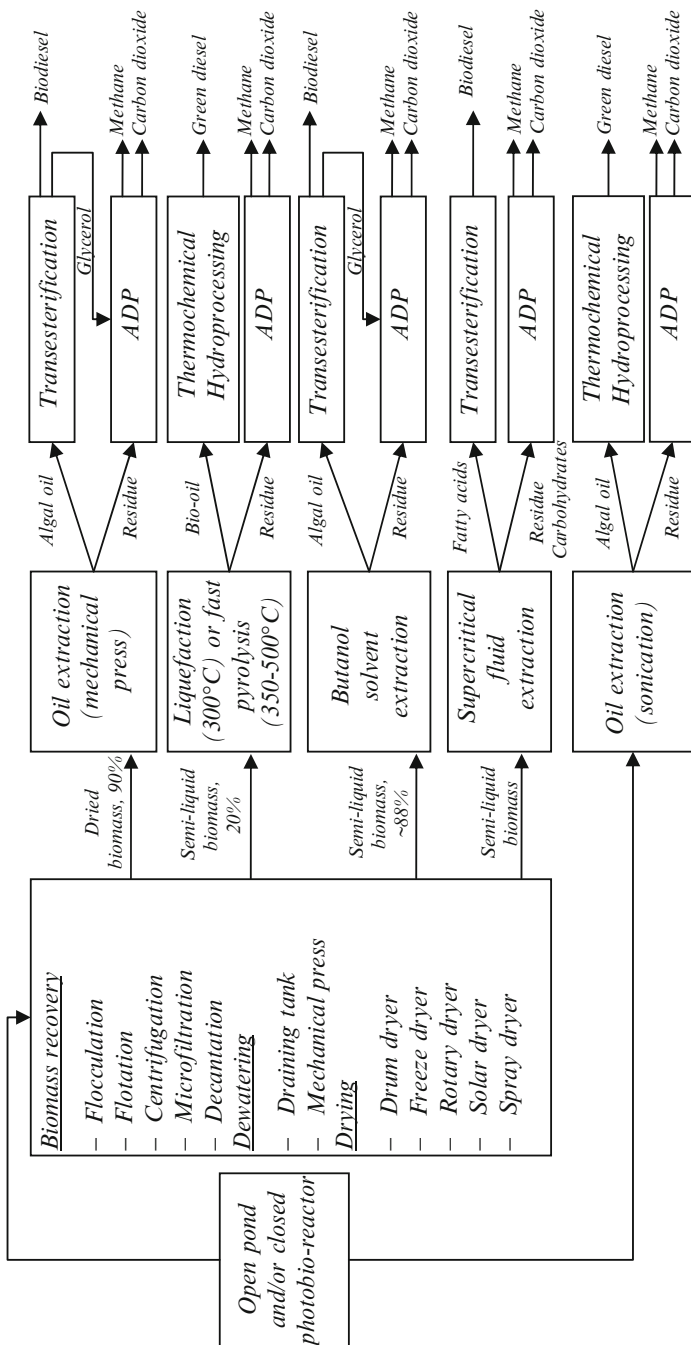 Open pond
and/or closed
photobio-reactor
Biomass recovery
– Flocculation
– Flotation
– Centrifugation
– Microfiltration
– Decantation
Dewatering
– Draining tank
– Mechanical press
Drying
– Drum dryer
– Freeze dryer
– Rotary dryer
– Solar dryer
– Spray dryer
Dried
biomass, 90%
Oil extraction
(mechanical
press)
Algal oil
Residue
Transesterification
Glycerol
ADP
Biodiesel
Methane
Carbon dioxide
Semi-liquid
biomass,
20%
Liquefaction
(300°C) or fast
pyrolysis
(350-500°C)
Bio-oil
Residue
Thermochemical
Hydroprocessing
ADP
Green diesel
Methane
Carbon dioxide
Semi-liquid
biomass,
~88%
Butanol
solvent
extraction
Algal oil
Residue
Transesterification
Glycerol
ADP
Biodiesel
Methane
Carbon dioxide
Semi-liquid
biomass
Supercritical
fluid
extraction
Fatty acids
Residue
Carbohydrates
Transesterification
ADP
Biodiesel
Methane
Carbon dioxide
Oil extraction
(sonication)
Algal oil
Residue
Thermochemical
Hydroprocessing
ADP
Green diesel
Methane
Carbon dioxide